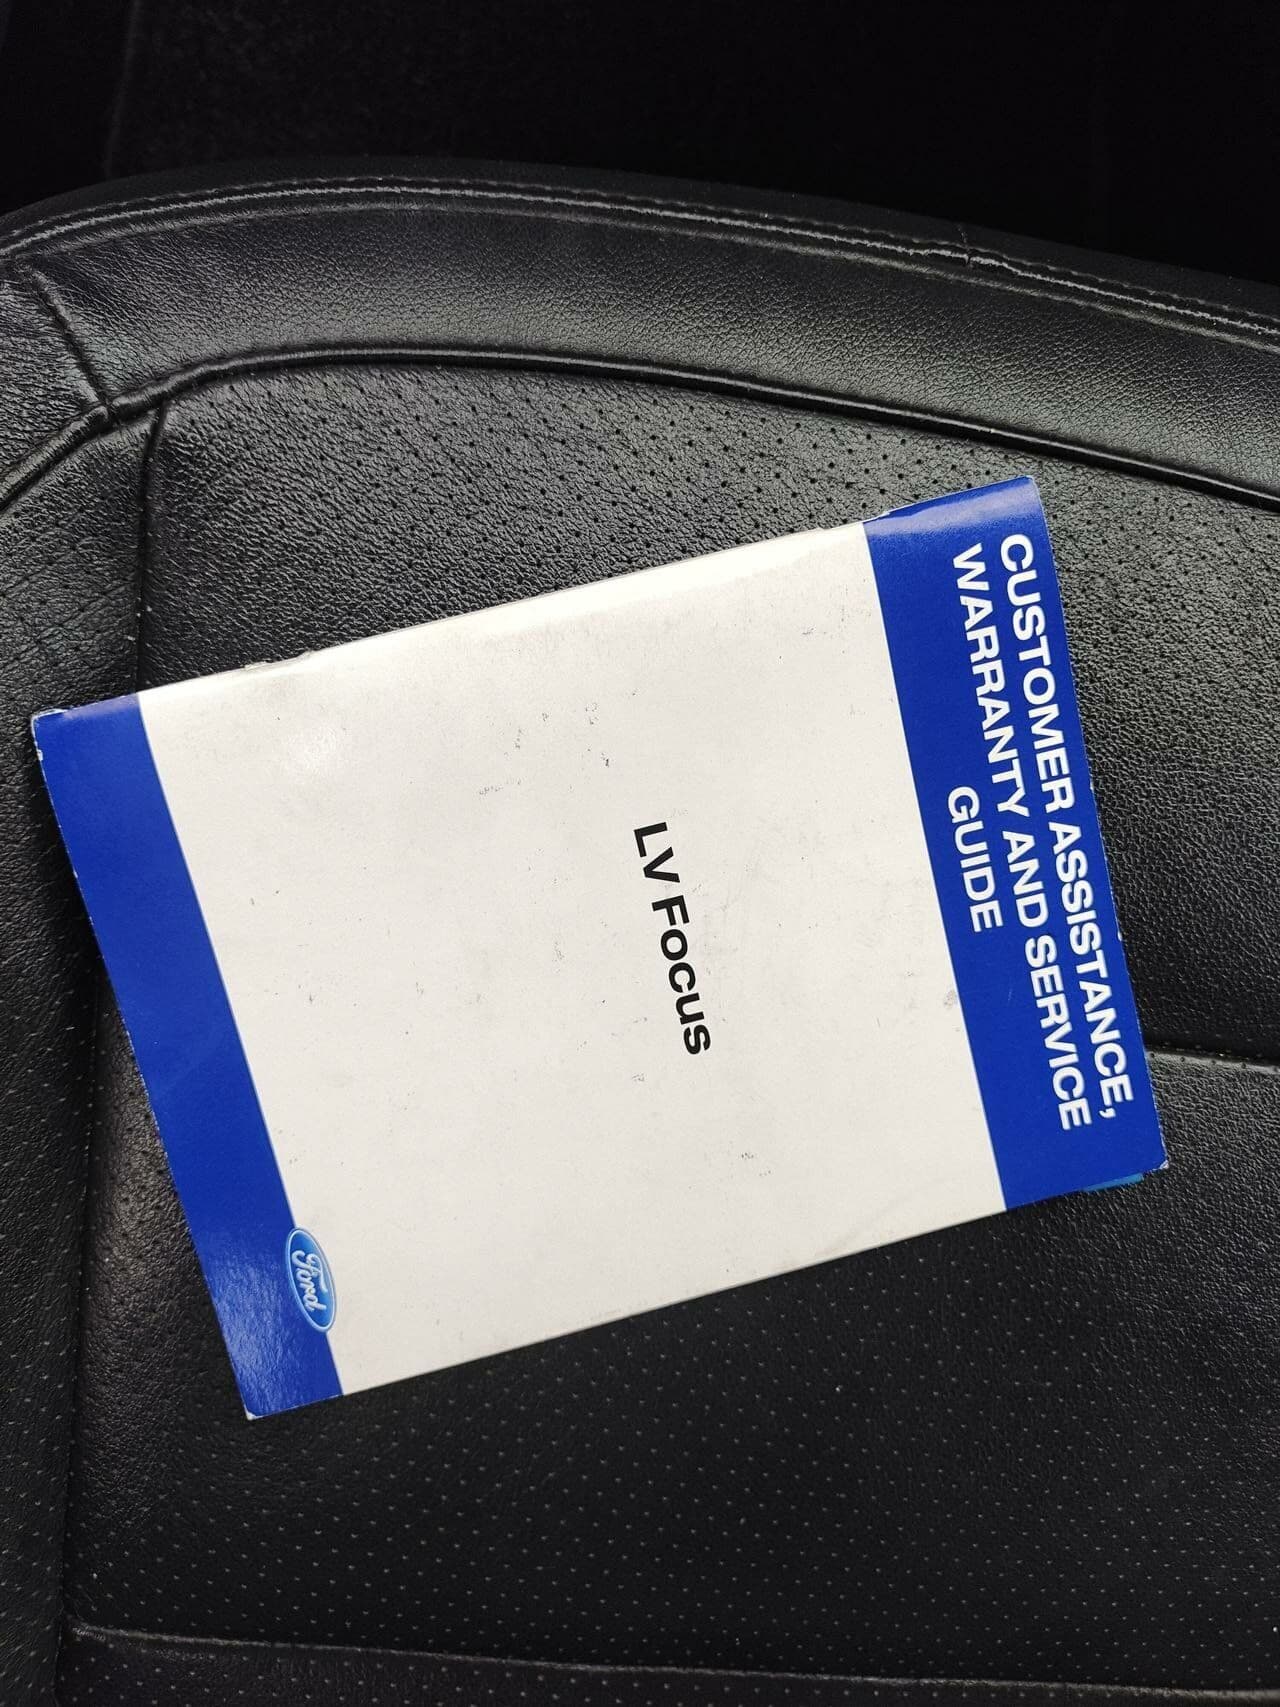 CUSTOMER ASSISTANCE,
WARRANTY AND SERVICE
GUIDE
LV Focus
Ford